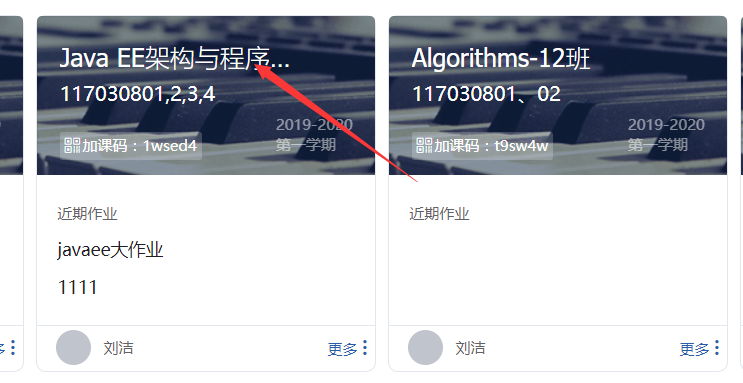 Java EE架构与程序...
117030801,2,3,4
2019-2020
第一学期
加课码：1wsed4
近期作业
javaee大作业
1111
刘洁
更多
Algorithms-12班
117030801、02
2019-2020
第一学期
加课码：t9sw4w
近期作业
刘洁
更多